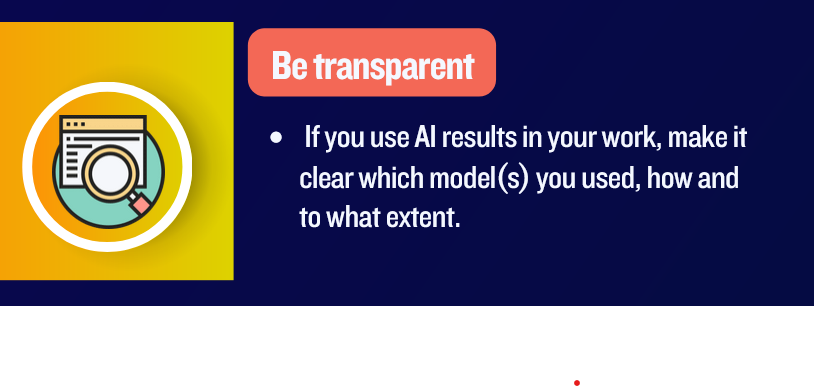 Be transparent
• If you use AI results in your work, make it
clear which model(s) you used, how and
to what extent.